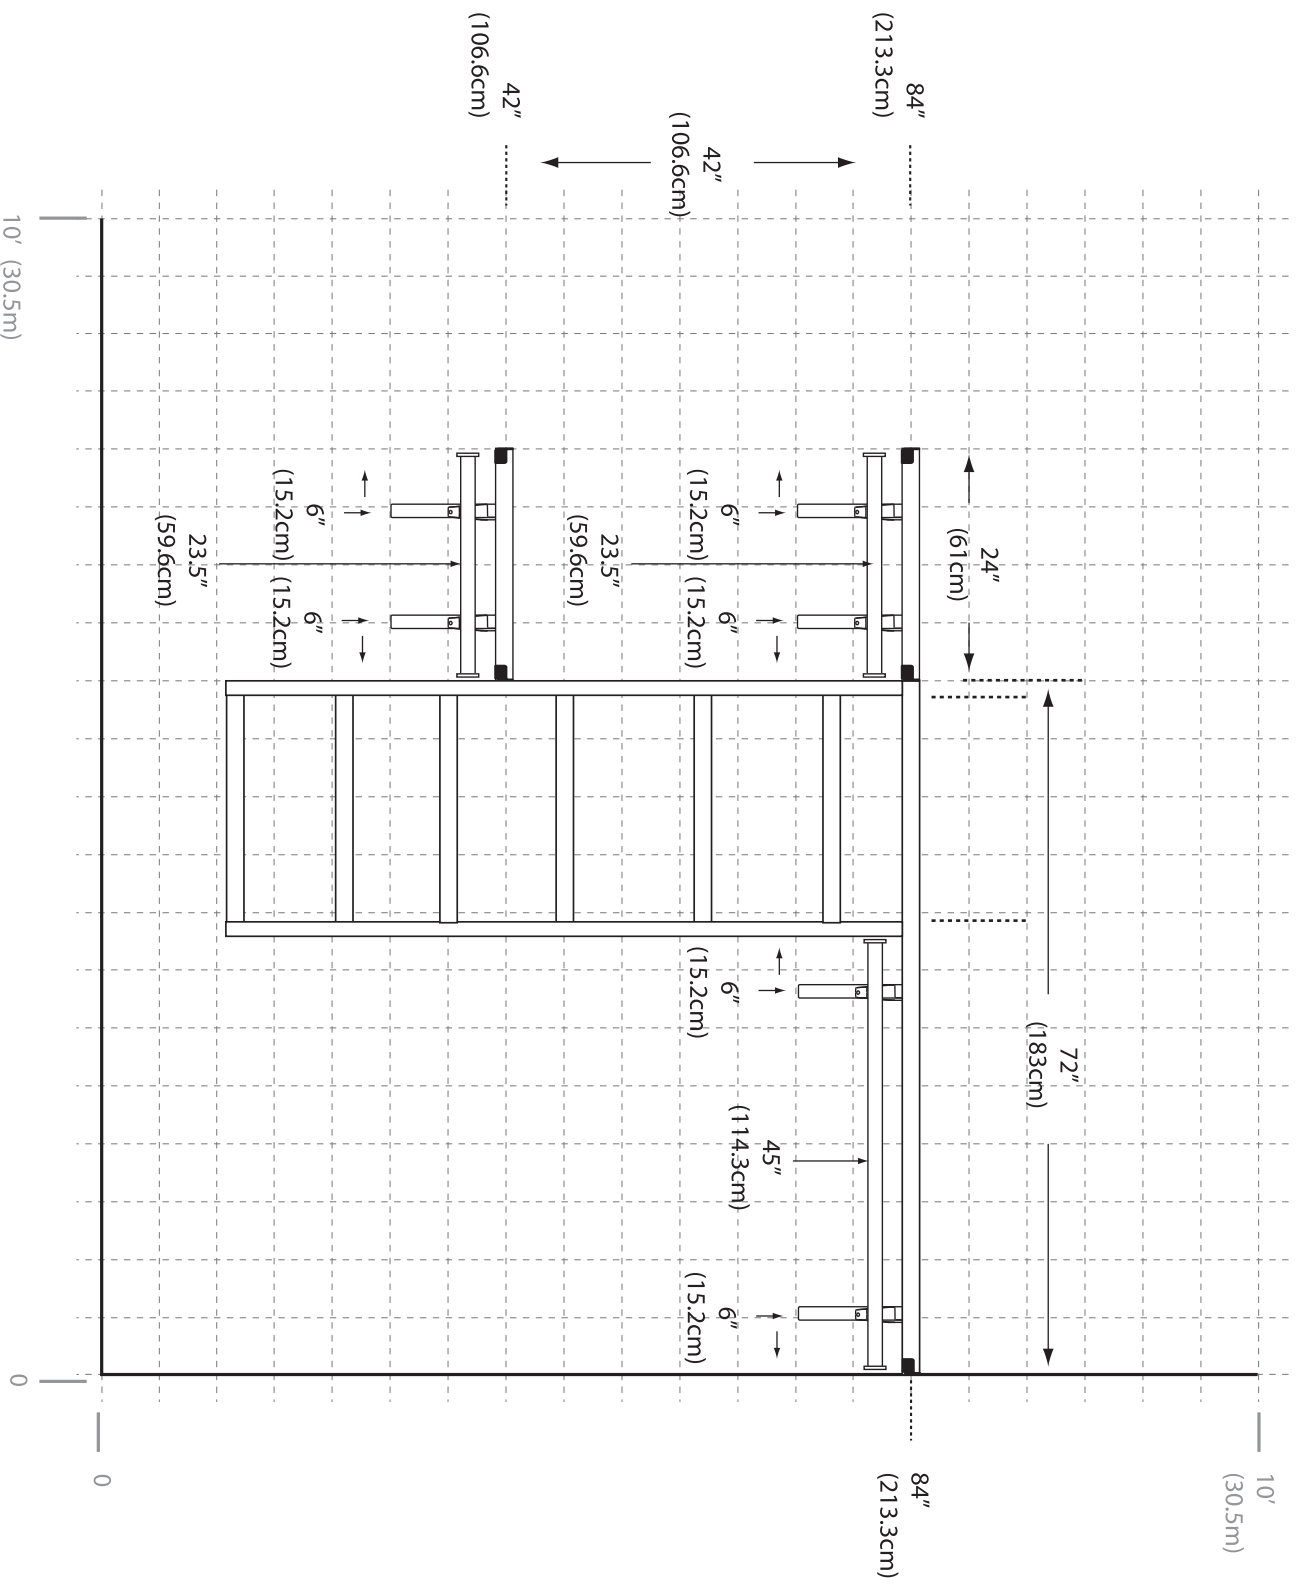 10′
(30.5m)
72″
(183cm)
24″
(61cm)
84″
(213.3cm)
84″
(213.3cm)
45″
(114.3cm)
6″
(15.2cm)
6″
(15.2cm)
6″
(15.2cm)
6″
(15.2cm)
42″
(106.6cm)
23.5″
(59.6cm)
42″
(106.6cm)
6″
(15.2cm)
6″
(15.2cm)
23.5″
(59.6cm)
0
10′ (30.5m)
0